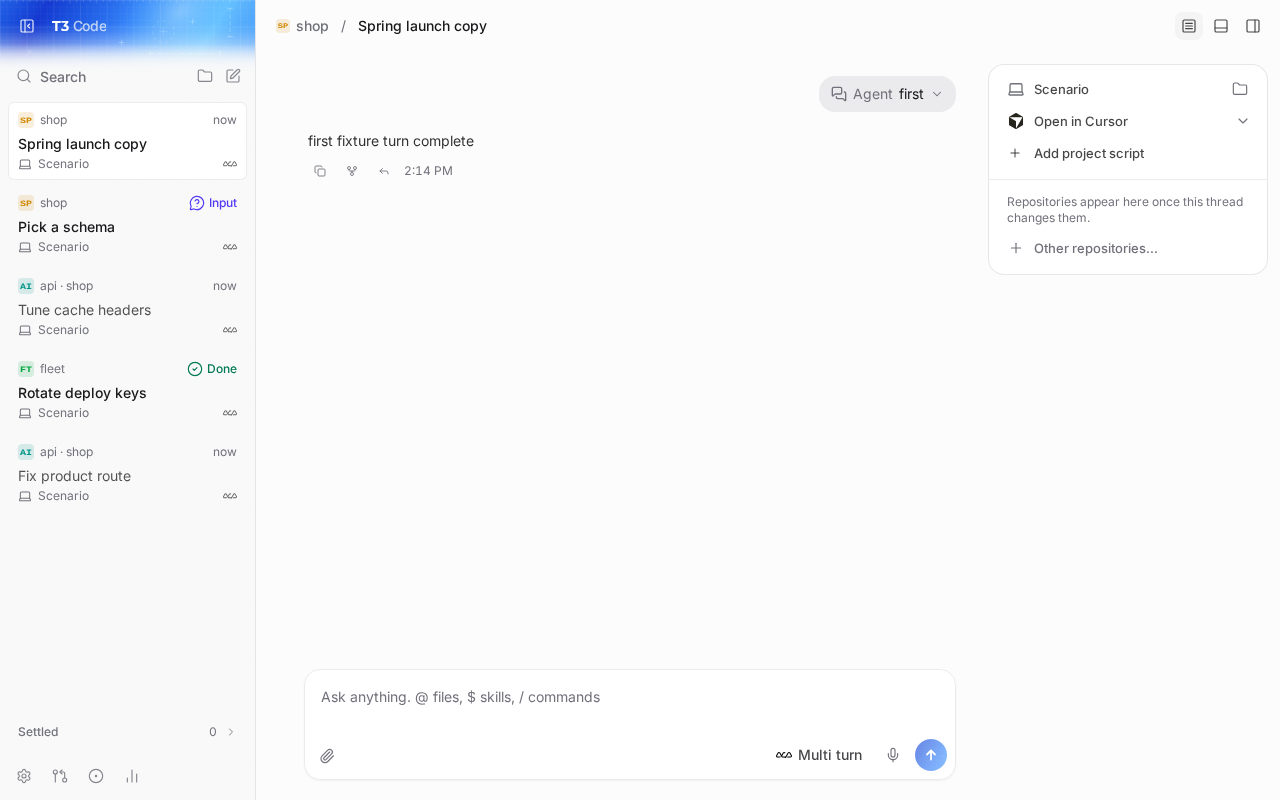 T3 Code
Search
SP shop now
Spring launch copy
Scenario
SP shop Input
Pick a schema
Scenario
AI api · shop now
Tune cache headers
Scenario
FT fleet Done
Rotate deploy keys
Scenario
AI api · shop now
Fix product route
Scenario
Settled 0
SP shop / Spring launch copy
Agent first
first fixture turn complete
2:14 PM
Ask anything. @ files, $ skills, / commands
Multi turn
Scenario
Open in Cursor
Add project script
Repositories appear here once this thread
changes them.
Other repositories...